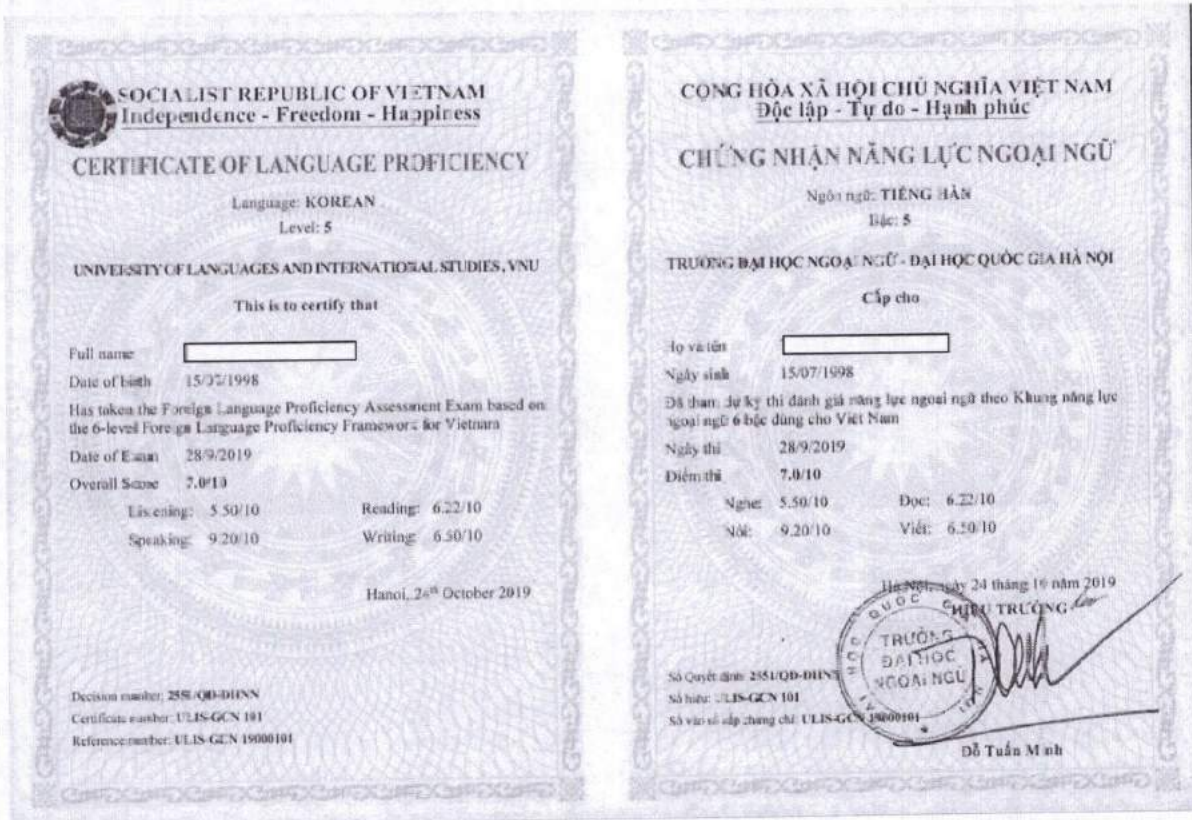 SOCIALIST REPUBLIC OF VIETNAM
Independence - Freedom - Happiness
CERTIFICATE OF LANGUAGE PROFICIENCY
Language: KOREAN
Level: 5
UNIVERSITY OF LANGUAGES AND INTERNATIONAL STUDIES, VNU
This is to certify that
Full name
Date of birth 15/07/1998
Has taken the Foreign Language Proficiency Assessment Exam based on
the 6-level Foreign Language Proficiency Framework for Vietnam
Date of Exam 28/9/2019
Overall Score 7.0/10
Listening: 5.50/10 Reading: 6.22/10
Speaking: 9.20/10 Writing: 6.50/10
Hanoi, 24th October 2019
Decision number: 2551/QĐ-ĐHNN
Certificate number: ULIS-GCN 101
Reference number: ULIS-GCN 19000101
CỘNG HÒA XÃ HỘI CHỦ NGHĨA VIỆT NAM
Độc lập - Tự do - Hạnh phúc
CHỨNG NHẬN NĂNG LỰC NGOẠI NGỮ
Ngôn ngữ: TIẾNG HÀN
Bậc: 5
TRƯỜNG ĐẠI HỌC NGOẠI NGỮ - ĐẠI HỌC QUỐC GIA HÀ NỘI
Cấp cho
Họ và tên
Ngày sinh 15/07/1998
Đã tham dự kỳ thi đánh giá năng lực ngoại ngữ theo Khung năng lực
ngoại ngữ 6 bậc dùng cho Việt Nam
Ngày thi 28/9/2019
Điểm thi 7.0/10
Nghe: 5.50/10 Đọc: 6.22/10
Nói: 9.20/10 Viết: 6.50/10
Hà Nội, ngày 24 tháng 10 năm 2019
HIỆU TRƯỞNG
TRƯỜNG
ĐẠI HỌC
NGOẠI NGỮ
Số Quyết định: 2551/QĐ-ĐHNN
Số hiệu: ULIS-GCN 101
Số vào sổ cấp chứng chỉ: ULIS-GCN 19000101
Đỗ Tuấn Minh